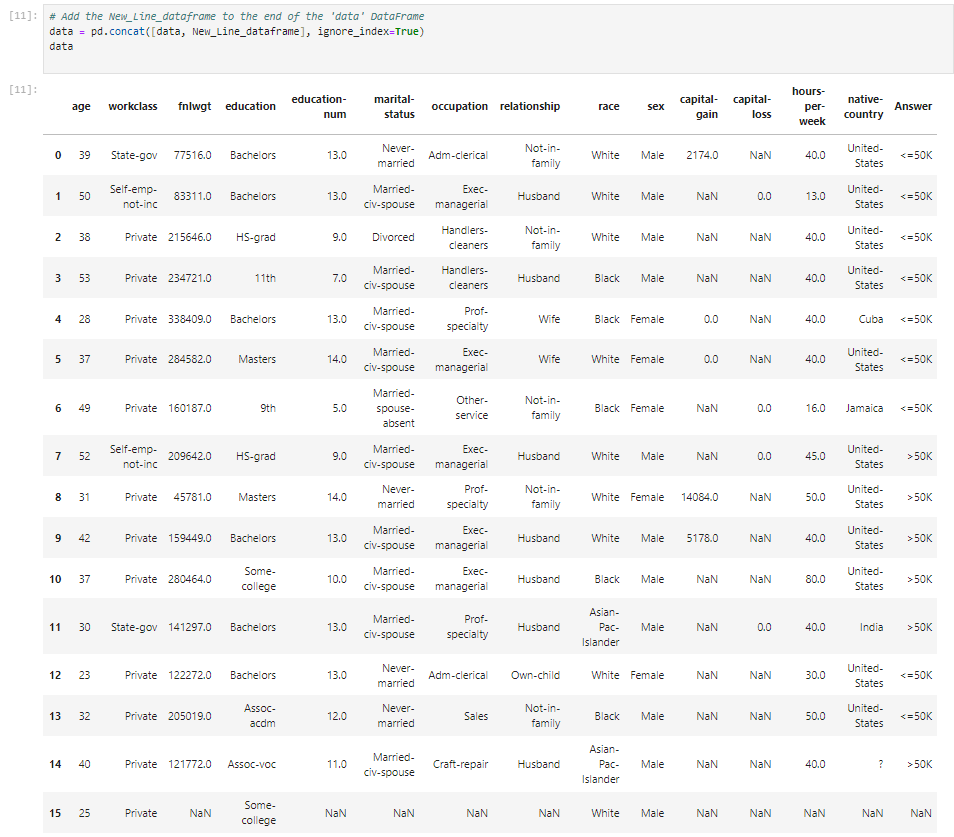 [11]: # Add the New_Line_dataframe to the end of the 'data' DataFrame
data = pd.concat([data, New_Line_dataframe], ignore_index=True)
data
[11]:
age workclass fnlwgt education education-num marital-status occupation relationship race sex capital-gain capital-loss hours-per-week native-country Answer
0 39 State-gov 77516.0 Bachelors 13.0 Never-married Adm-clerical Not-in-family White Male 2174.0 NaN 40.0 United-States <=50K
1 50 Self-emp-not-inc 83311.0 Bachelors 13.0 Married-civ-spouse Exec-managerial Husband White Male NaN 0.0 13.0 United-States <=50K
2 38 Private 215646.0 HS-grad 9.0 Divorced Handlers-cleaners Not-in-family White Male NaN NaN 40.0 United-States <=50K
3 53 Private 234721.0 11th 7.0 Married-civ-spouse Handlers-cleaners Husband Black Male NaN NaN 40.0 United-States <=50K
4 28 Private 338409.0 Bachelors 13.0 Married-civ-spouse Prof-specialty Wife Black Female 0.0 NaN 40.0 Cuba <=50K
5 37 Private 284582.0 Masters 14.0 Married-civ-spouse Exec-managerial Wife White Female 0.0 NaN 40.0 United-States <=50K
6 49 Private 160187.0 9th 5.0 Married-spouse-absent Other-service Not-in-family Black Female NaN 0.0 16.0 Jamaica <=50K
7 52 Self-emp-not-inc 209642.0 HS-grad 9.0 Married-civ-spouse Exec-managerial Husband White Male NaN 0.0 45.0 United-States >50K
8 31 Private 45781.0 Masters 14.0 Never-married Prof-specialty Not-in-family White Female 14084.0 NaN 50.0 United-States >50K
9 42 Private 159449.0 Bachelors 13.0 Married-civ-spouse Exec-managerial Husband White Male 5178.0 NaN 40.0 United-States >50K
10 37 Private 280464.0 Some-college 10.0 Married-civ-spouse Exec-managerial Husband Black Male NaN NaN 80.0 United-States >50K
11 30 State-gov 141297.0 Bachelors 13.0 Married-civ-spouse Prof-specialty Husband Asian-Pac-Islander Male NaN 0.0 40.0 India >50K
12 23 Private 122272.0 Bachelors 13.0 Never-married Adm-clerical Own-child White Female NaN NaN 30.0 United-States <=50K
13 32 Private 205019.0 Assoc-acdm 12.0 Never-married Sales Not-in-family Black Male NaN NaN 50.0 United-States <=50K
14 40 Private 121772.0 Assoc-voc 11.0 Married-civ-spouse Craft-repair Husband Asian-Pac-Islander Male NaN NaN 40.0 ? >50K
15 25 Private NaN Some-college NaN NaN NaN NaN White Male NaN NaN NaN NaN NaN